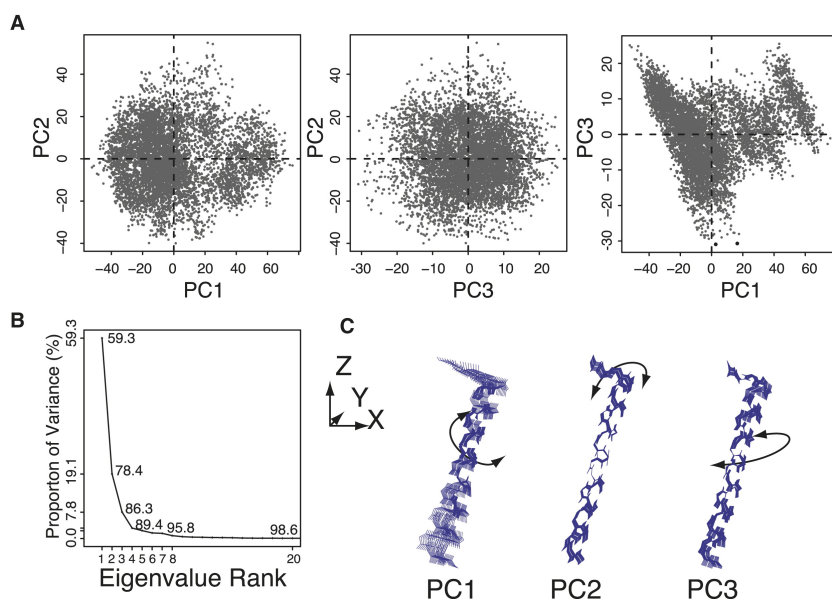 A
PC2
40
20
0
−20
−40
−40 −20 0 20 40 60
PC1
PC2
40
20
0
−20
−40
−30 −20 −10 0 10 20
PC3
PC3
20
10
0
−10
−20
−30
−40 −20 0 20 40 60
PC1
B
Proporton of Variance (%)
59.3
19.1
7.8
0.0
59.3
78.4
86.3
89.4
95.8
98.6
1 2 3 4 5 6 7 8 20
Eigenvalue Rank
C
Z
Y
X
PC1
PC2
PC3